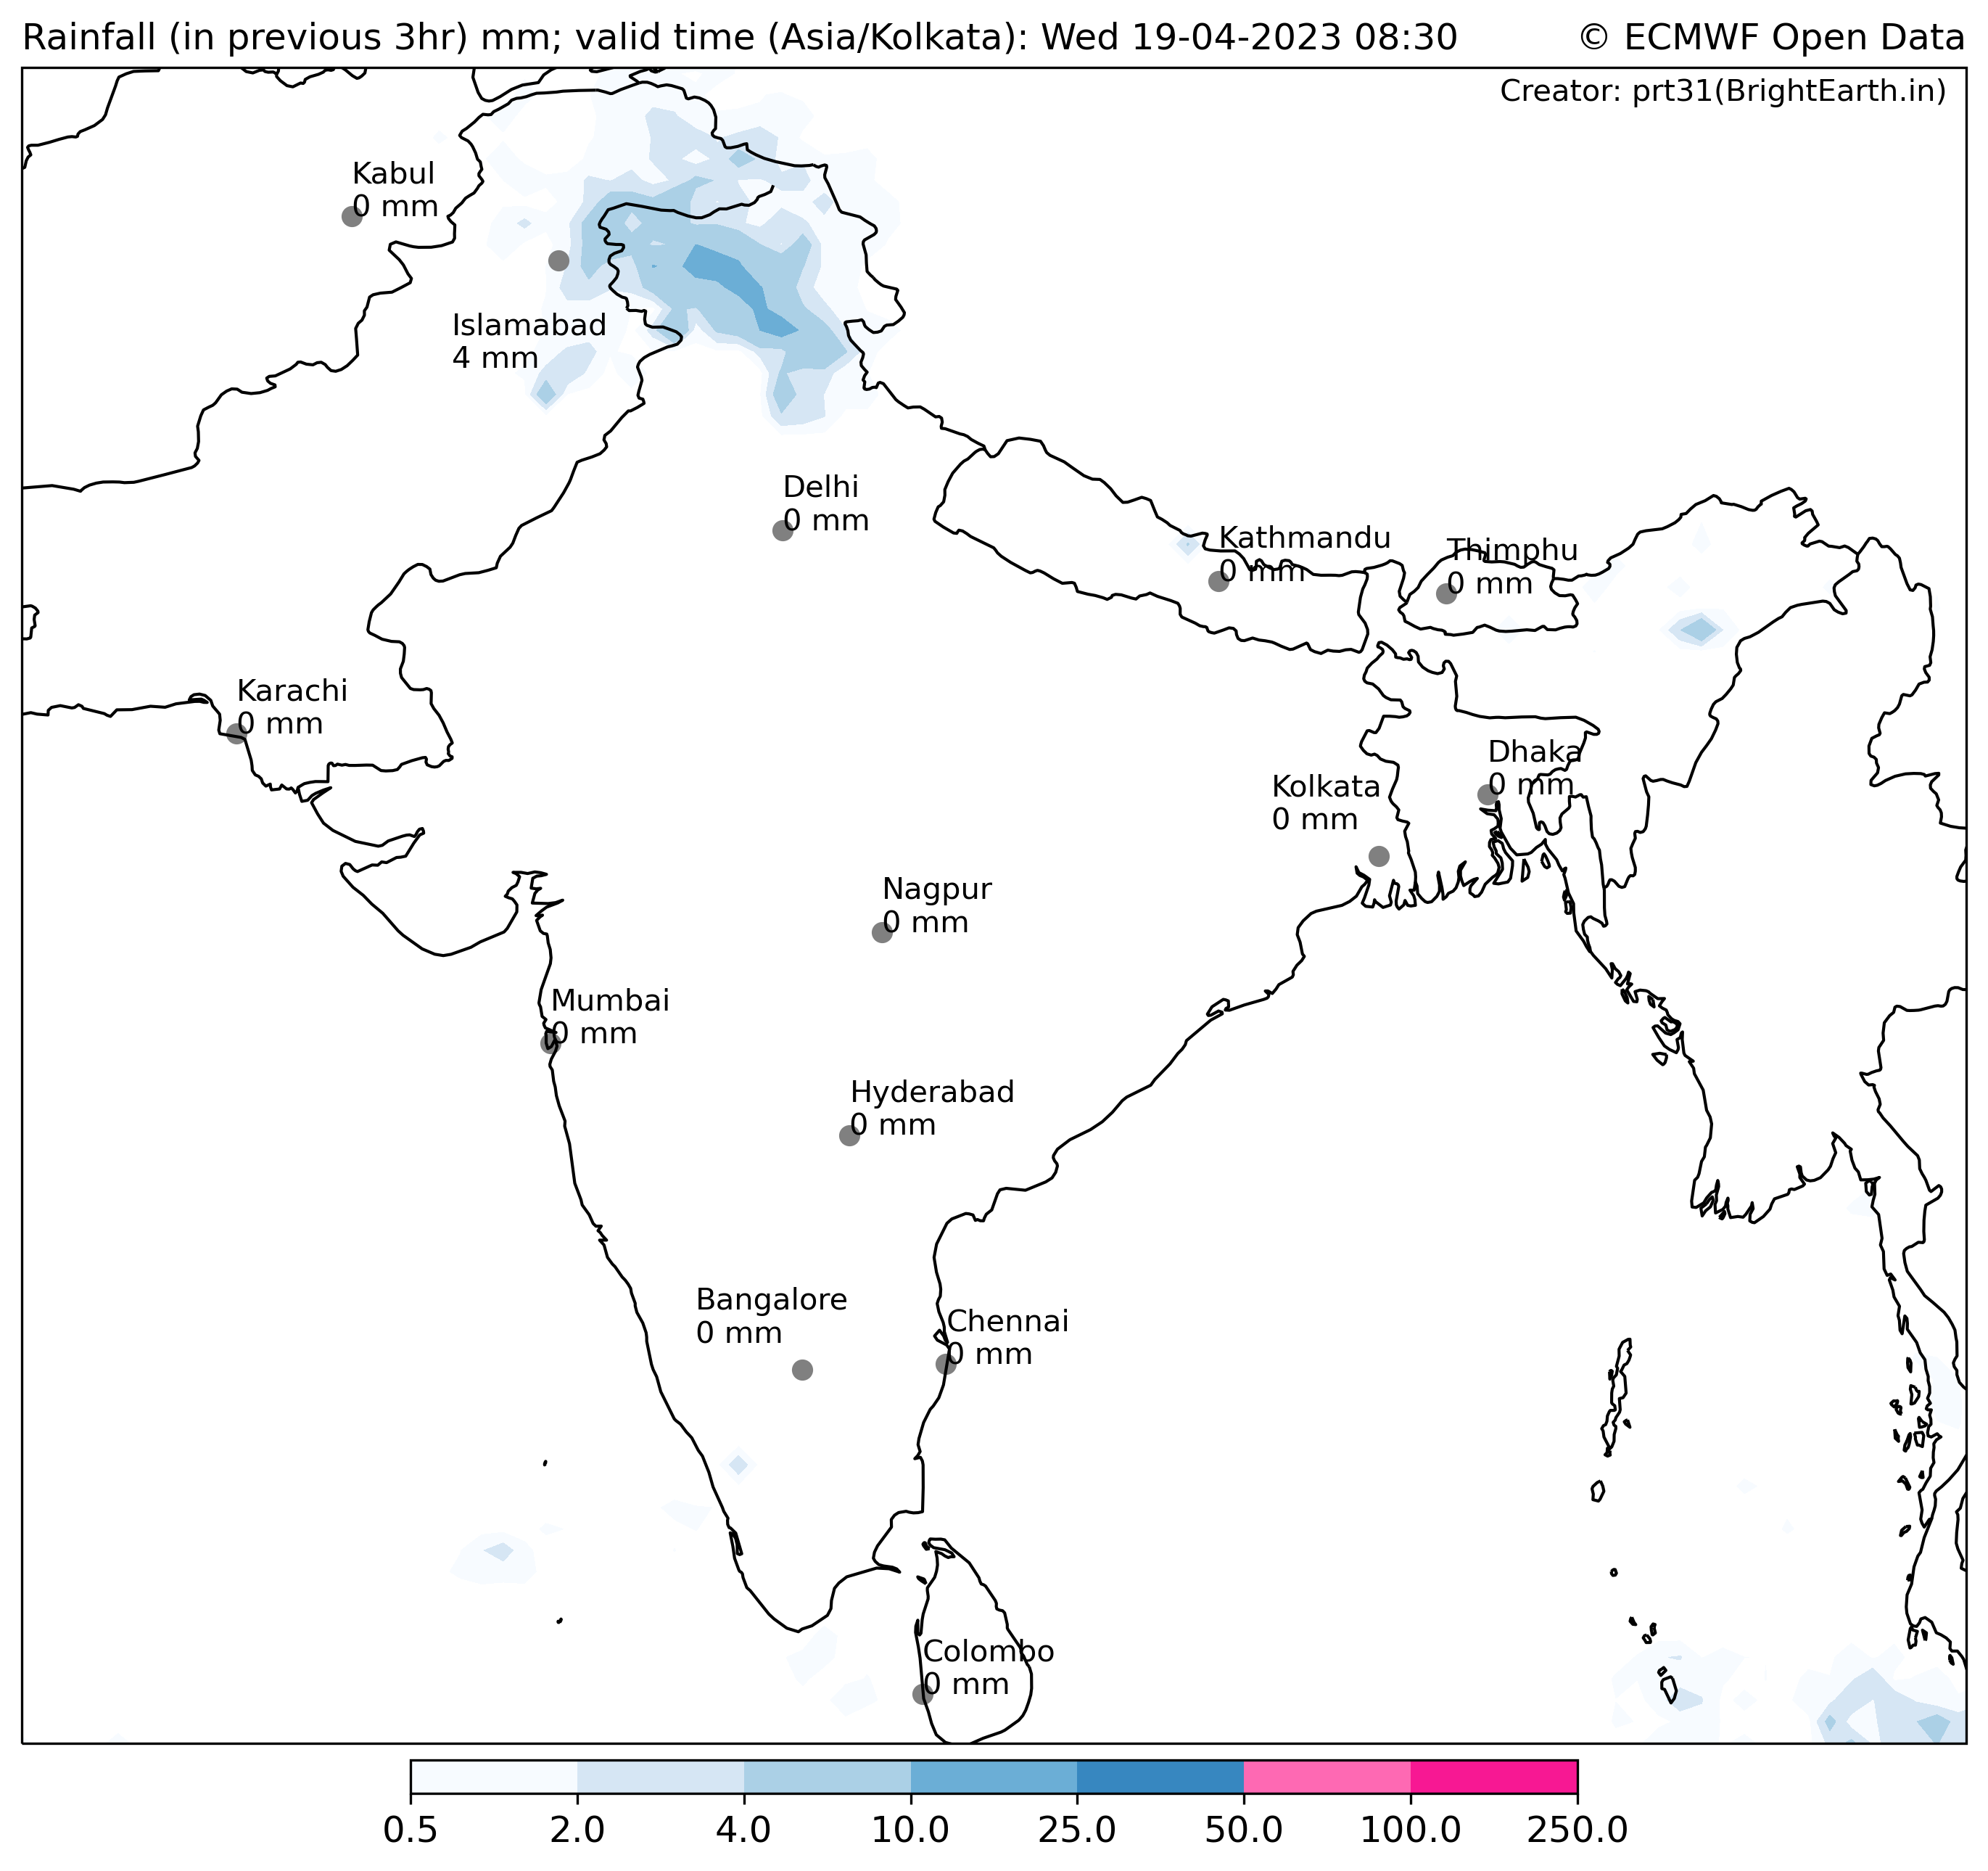 Rainfall (in previous 3hr) mm; valid time (Asia/Kolkata): Wed 19-04-2023 08:30
© ECMWF Open Data
Creator: prt31(BrightEarth.in)
Kabul
0 mm
Islamabad
4 mm
Delhi
0 mm
Kathmandu
0 mm
Thimphu
0 mm
Karachi
0 mm
Dhaka
0 mm
Kolkata
0 mm
Nagpur
0 mm
Mumbai
0 mm
Hyderabad
0 mm
Bangalore
0 mm
Chennai
0 mm
Colombo
0 mm
0.5 2.0 4.0 10.0 25.0 50.0 100.0 250.0